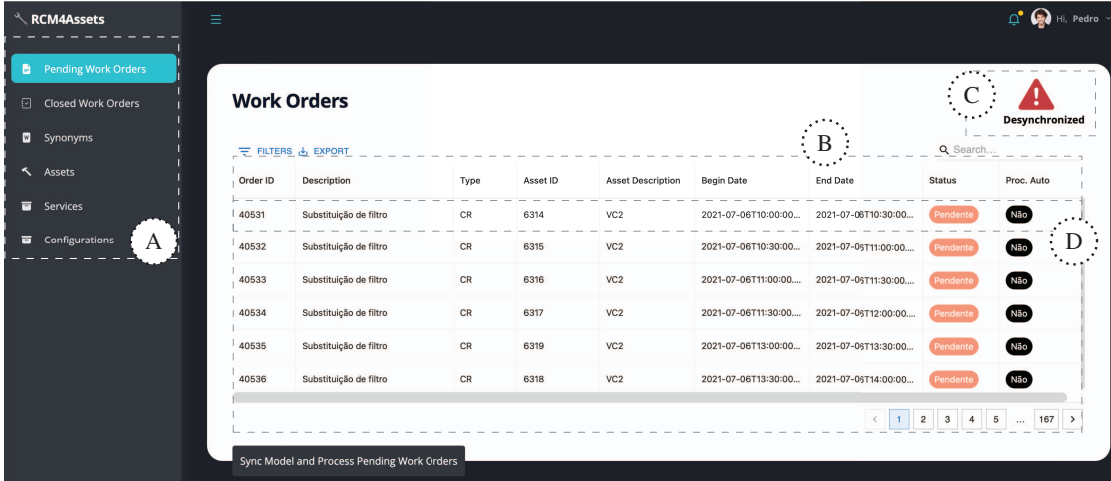 RCM4Assets
Hi, Pedro
Pending Work Orders
Closed Work Orders
Synonyms
Assets
Services
Configurations
A
Work Orders
C
Desynchronized
B
FILTERS EXPORT
Search...
Order ID Description Type Asset ID Asset Description Begin Date End Date Status Proc. Auto
40531 Substituição de filtro CR 6314 VC2 2021-07-06T10:00:00... 2021-07-06T10:30:00... Pendente Não
D
40532 Substituição de filtro CR 6315 VC2 2021-07-06T10:30:00... 2021-07-06T11:00:00.... Pendente Não
40533 Substituição de filtro CR 6316 VC2 2021-07-06T11:00:00.... 2021-07-06T11:30:00... Pendente Não
40534 Substituição de filtro CR 6317 VC2 2021-07-06T11:30:00... 2021-07-06T12:00:00... Pendente Não
40535 Substituição de filtro CR 6319 VC2 2021-07-06T13:00:00... 2021-07-06T13:30:00... Pendente Não
40536 Substituição de filtro CR 6318 VC2 2021-07-06T13:30:00... 2021-07-06T14:00:00... Pendente Não
< 1 2 3 4 5 ... 167 >
Sync Model and Process Pending Work Orders